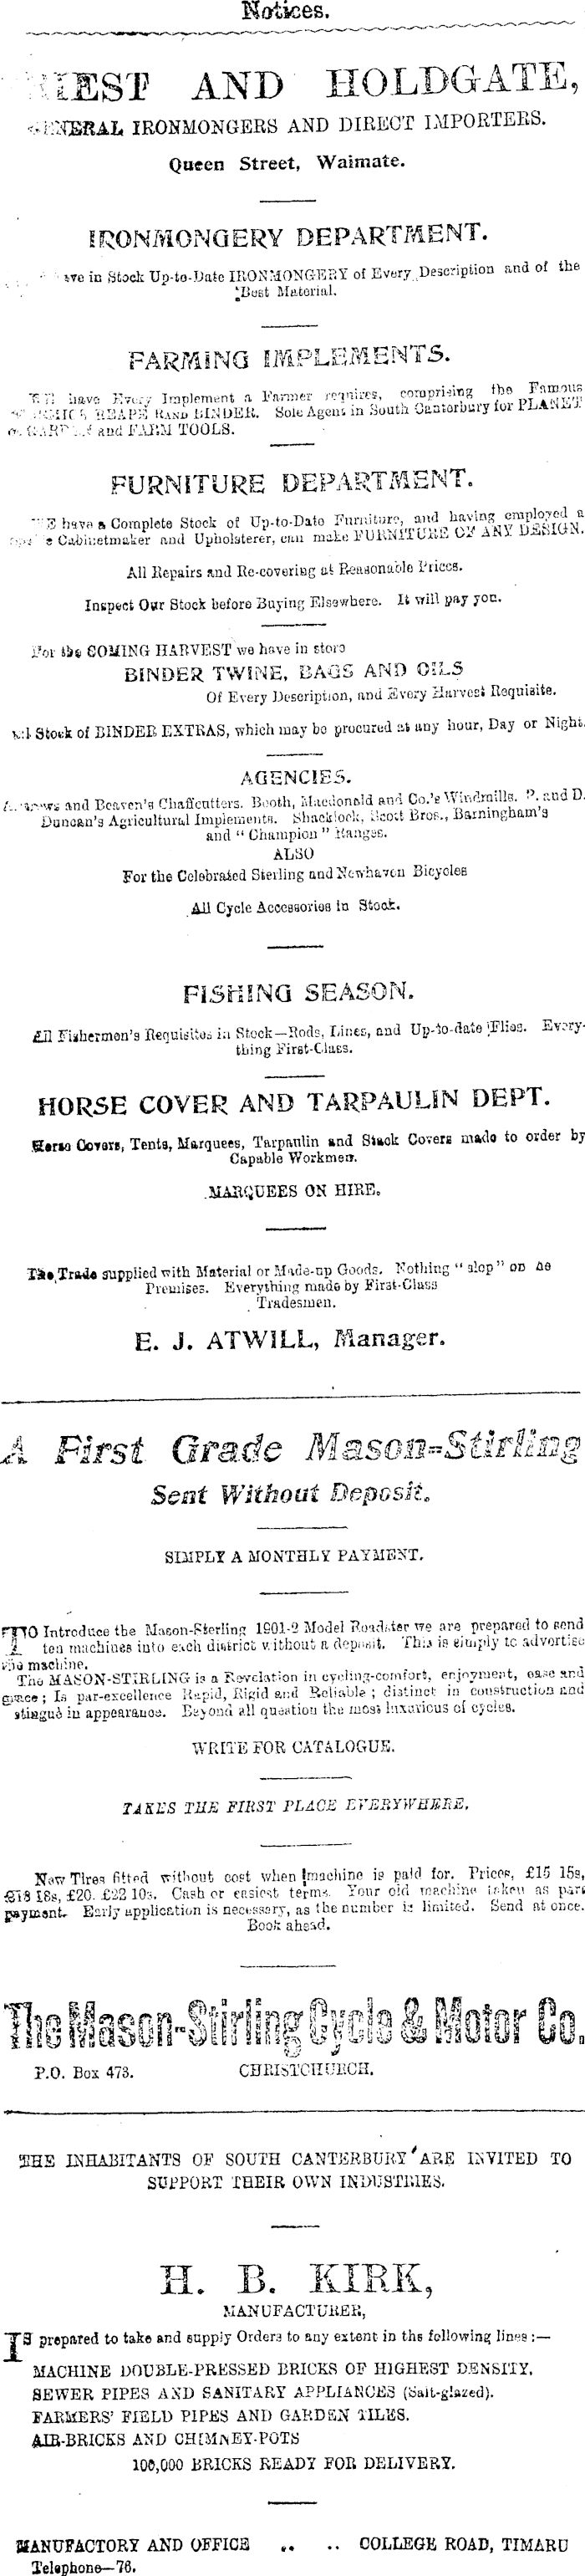 Notices.
AND HOLDGATE,
GENERAL IRONMONGERS AND DIRECT IMPORTERS.
Queen Street, Waimate.
IRONMONGERY DEPARTMENT.
in Stock Up-to-Date IRONMONGERY of Every Description and of the
Best Material.
FARMING IMPLEMENTS.
WE have Every Implement a Farmer requires, comprising the Famous
REAPER AND BINDER. Sole Agent in South Canterbury for PLANET
and FARM TOOLS.
FURNITURE DEPARTMENT.
have a Complete Stock of Up-to-Date Furniture, and having employed a
Cabinetmaker and Upholsterer, can make FURNITURE OF ANY DESIGN.
All Repairs and Re-covering at Reasonable Prices.
Inspect Our Stock before Buying Elsewhere. It will pay you.
For the COMING HARVEST we have in store
BINDER TWINE, BAGS AND OILS
Of Every Description, and Every Harvest Requisite.
Stock of BINDER EXTRAS, which may be procured at any hour, Day or Night.
AGENCIES.
and Beaven's Chaffcutters. Booth, Macdonald and Co.'s Windmills. P. and D.
Duncan's Agricultural Implements. Shacklock, Scott Bros., Barningham's
and "Champion" Ranges.
ALSO
For the Celebrated Sterling and Newhaven Bicycles
All Cycle Accessories in Stock.
FISHING SEASON.
All Fishermen's Requisites in Stock—Rods, Lines, and Up-to-date Flies. Every-
thing First-Class.
HORSE COVER AND TARPAULIN DEPT.
Horse Covers, Tents, Marquees, Tarpaulin and Stack Covers made to order by
Capable Workmen.
MARQUEES ON HIRE.
The Trade supplied with Material or Made-up Goods. Nothing "slop" on
Premises. Everything made by First-Class
Tradesmen.
E. J. ATWILL, Manager.
A First Grade Mason-Stirling
Sent Without Deposit.
SIMPLY A MONTHLY PAYMENT.
TO Introduce the Mason-Sterling 1901-2 Model Roadster we are prepared to send
ten machines into each district without a deposit. This is simply to advertise
the machine.
The MASON-STIRLING is a Revelation in cycling-comfort, enjoyment, ease and
grace; Is par-excellence Rapid, Rigid and Reliable; distinct in construction and
distingué in appearance. Beyond all question the most luxurious of cycles.
WRITE FOR CATALOGUE.
TAKES THE FIRST PLACE EVERYWHERE.
New Tires fitted without cost when machine is paid for. Prices, £15 15s,
£18 18s, £20. £22 10s. Cash or easiest terms. Your old machine taken as part
payment. Early application is necessary, as the number is limited. Send at once.
Book ahead.
The Mason-Stirling Cycle & Motor Co.
P.O. Box 473. CHRISTCHURCH.
THE INHABITANTS OF SOUTH CANTERBURY ARE INVITED TO
SUPPORT THEIR OWN INDUSTRIES.
H. B. KIRK,
MANUFACTURER,
IS prepared to take and supply Orders to any extent in the following lines:—
MACHINE DOUBLE-PRESSED BRICKS OF HIGHEST DENSITY.
SEWER PIPES AND SANITARY APPLIANCES (Salt-glazed).
FARMERS' FIELD PIPES AND GARDEN TILES.
AIR-BRICKS AND CHIMNEY-POTS
100,000 BRICKS READY FOR DELIVERY.
MANUFACTORY AND OFFICE .. .. COLLEGE ROAD, TIMARU
Telephone—76.